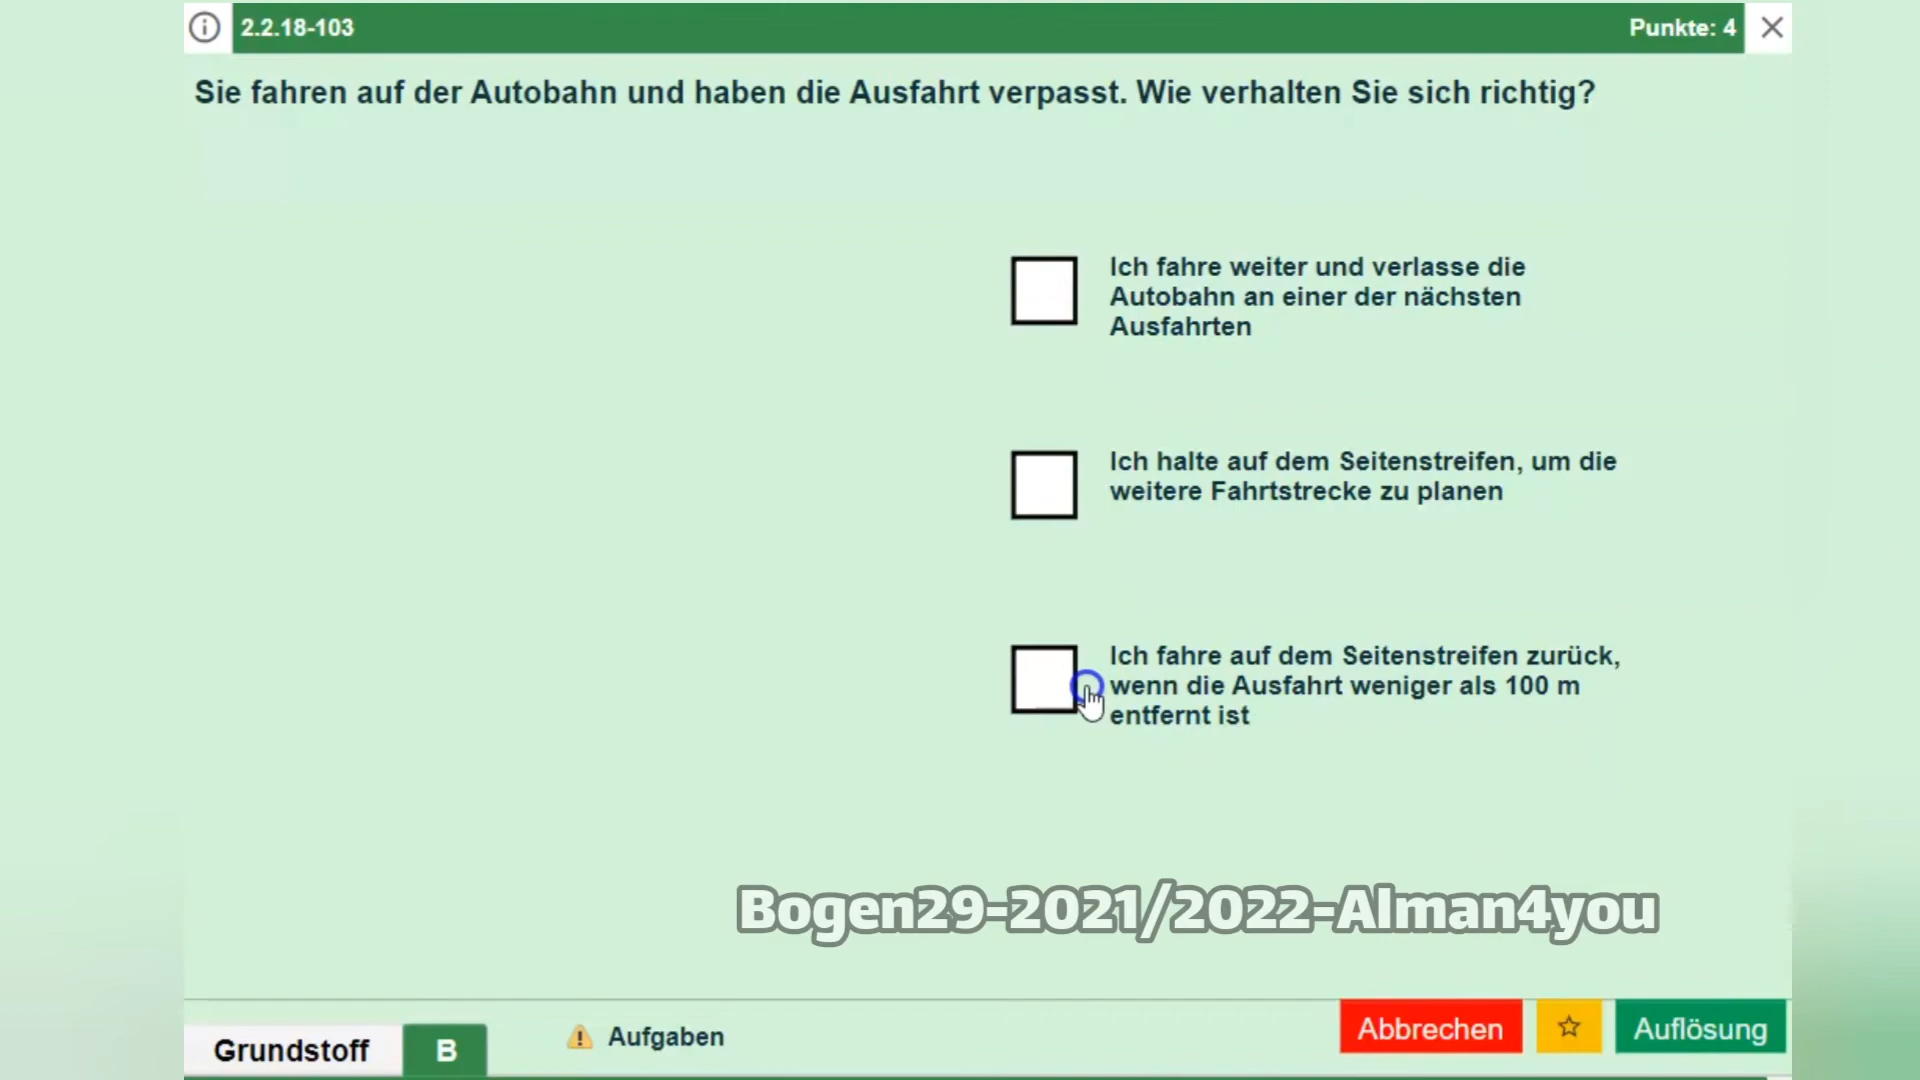 2.2.18-103
Punkte: 4
Sie fahren auf der Autobahn und haben die Ausfahrt verpasst. Wie verhalten Sie sich richtig?
Ich fahre weiter und verlasse die
Autobahn an einer der nächsten
Ausfahrten
Ich halte auf dem Seitenstreifen, um die
weitere Fahrtstrecke zu planen
Ich fahre auf dem Seitenstreifen zurück,
wenn die Ausfahrt weniger als 100 m
entfernt ist
Bogen29-2021/2022-Alman4you
Grundstoff
B
Aufgaben
Abbrechen
Auflösung